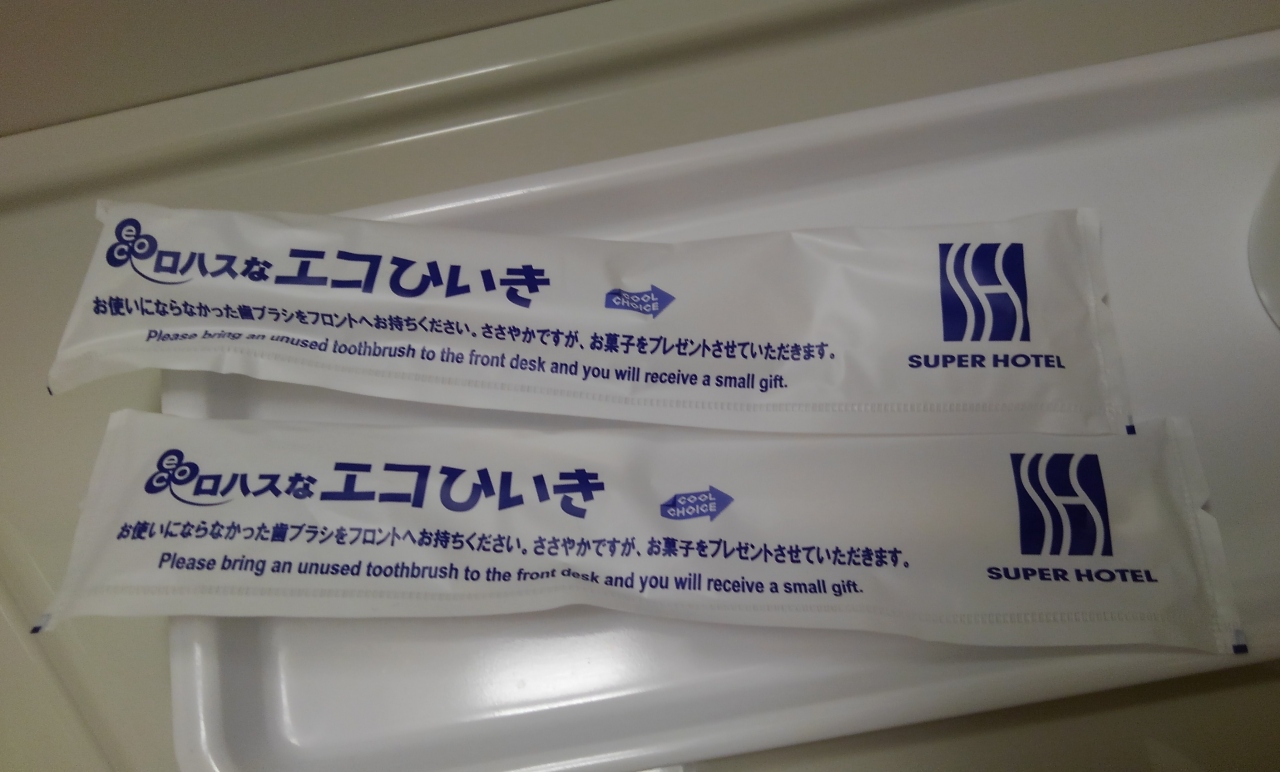 eco ロハスな エコひいき
COOL CHOICE
お使いにならなかった歯ブラシをフロントへお持ちください。ささやかですが、お菓子をプレゼントさせていただきます。
Please bring an unused toothbrush to the front desk and you will receive a small gift.
SUPER HOTEL
eco ロハスな エコひいき
COOL CHOICE
お使いにならなかった歯ブラシをフロントへお持ちください。ささやかですが、お菓子をプレゼントさせていただきます。
Please bring an unused toothbrush to the front desk and you will receive a small gift.
SUPER HOTEL